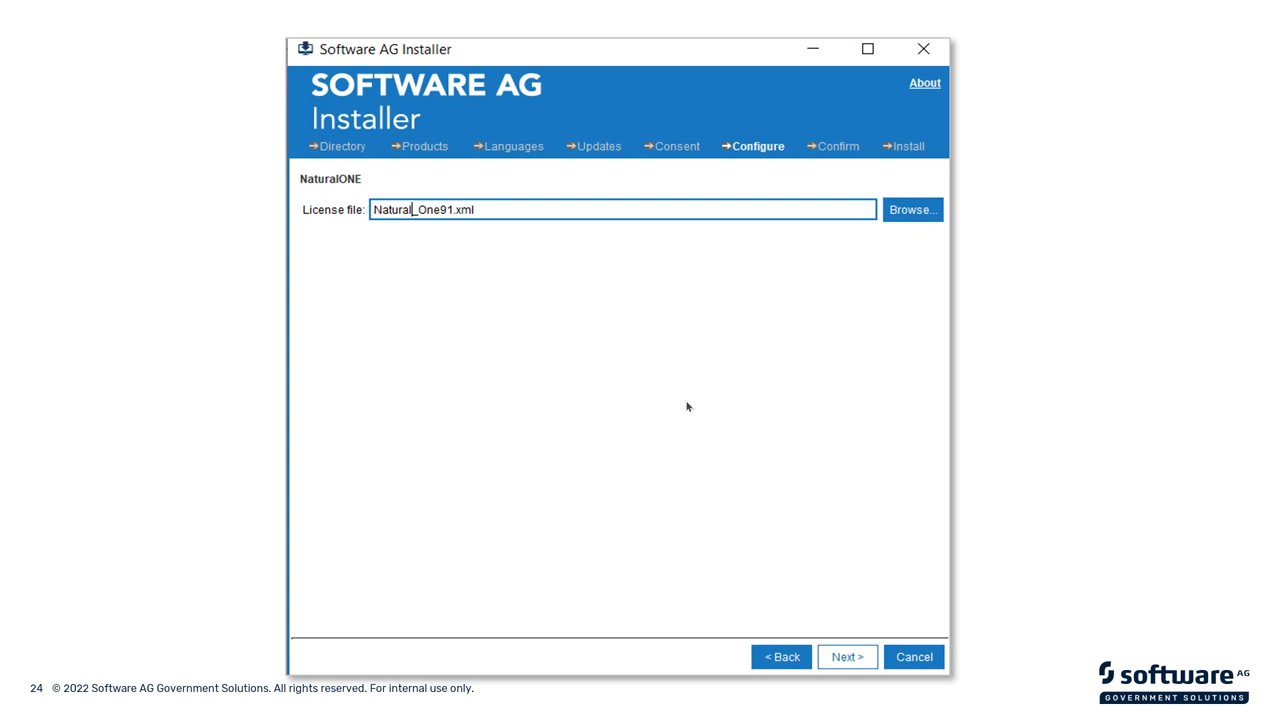 Software AG Installer
SOFTWARE AG
Installer
About
Directory Products Languages Updates Consent Configure Confirm Install
NaturalONE
License file: Natural_One91.xml Browse...
< Back Next > Cancel
24 © 2022 Software AG Government Solutions. All rights reserved. For internal use only.
software AG
GOVERNMENT SOLUTIONS